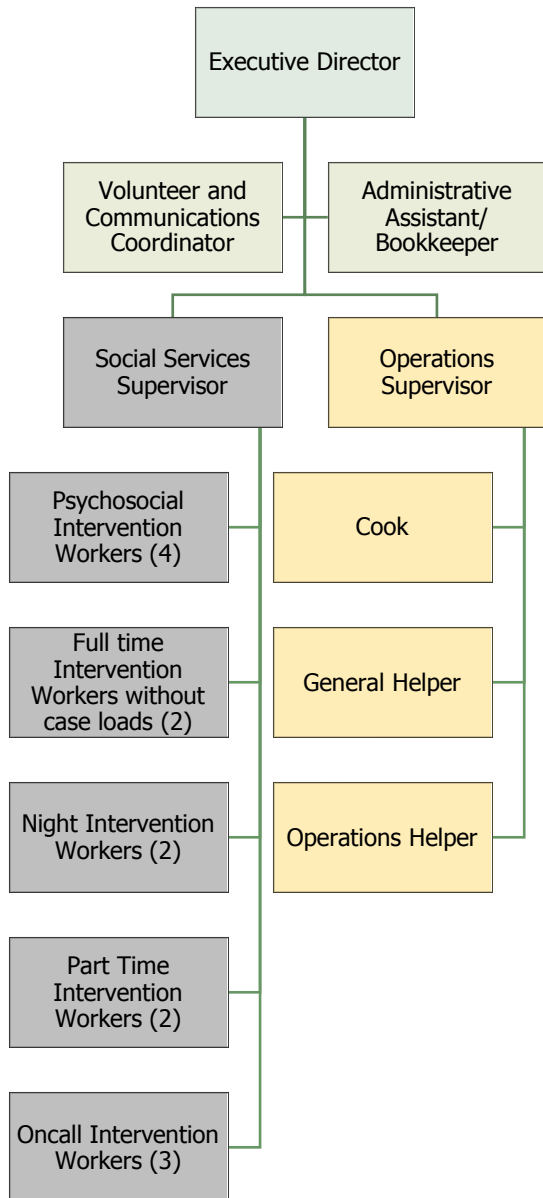 Executive Director
Volunteer and
Communications
Coordinator
Administrative
Assistant/
Bookkeeper
Social Services
Supervisor
Operations
Supervisor
Psychosocial
Intervention
Workers (4)
Cook
Full time
Intervention
Workers without
case loads (2)
General Helper
Night Intervention
Workers (2)
Operations Helper
Part Time
Intervention
Workers (2)
Oncall Intervention
Workers (3)